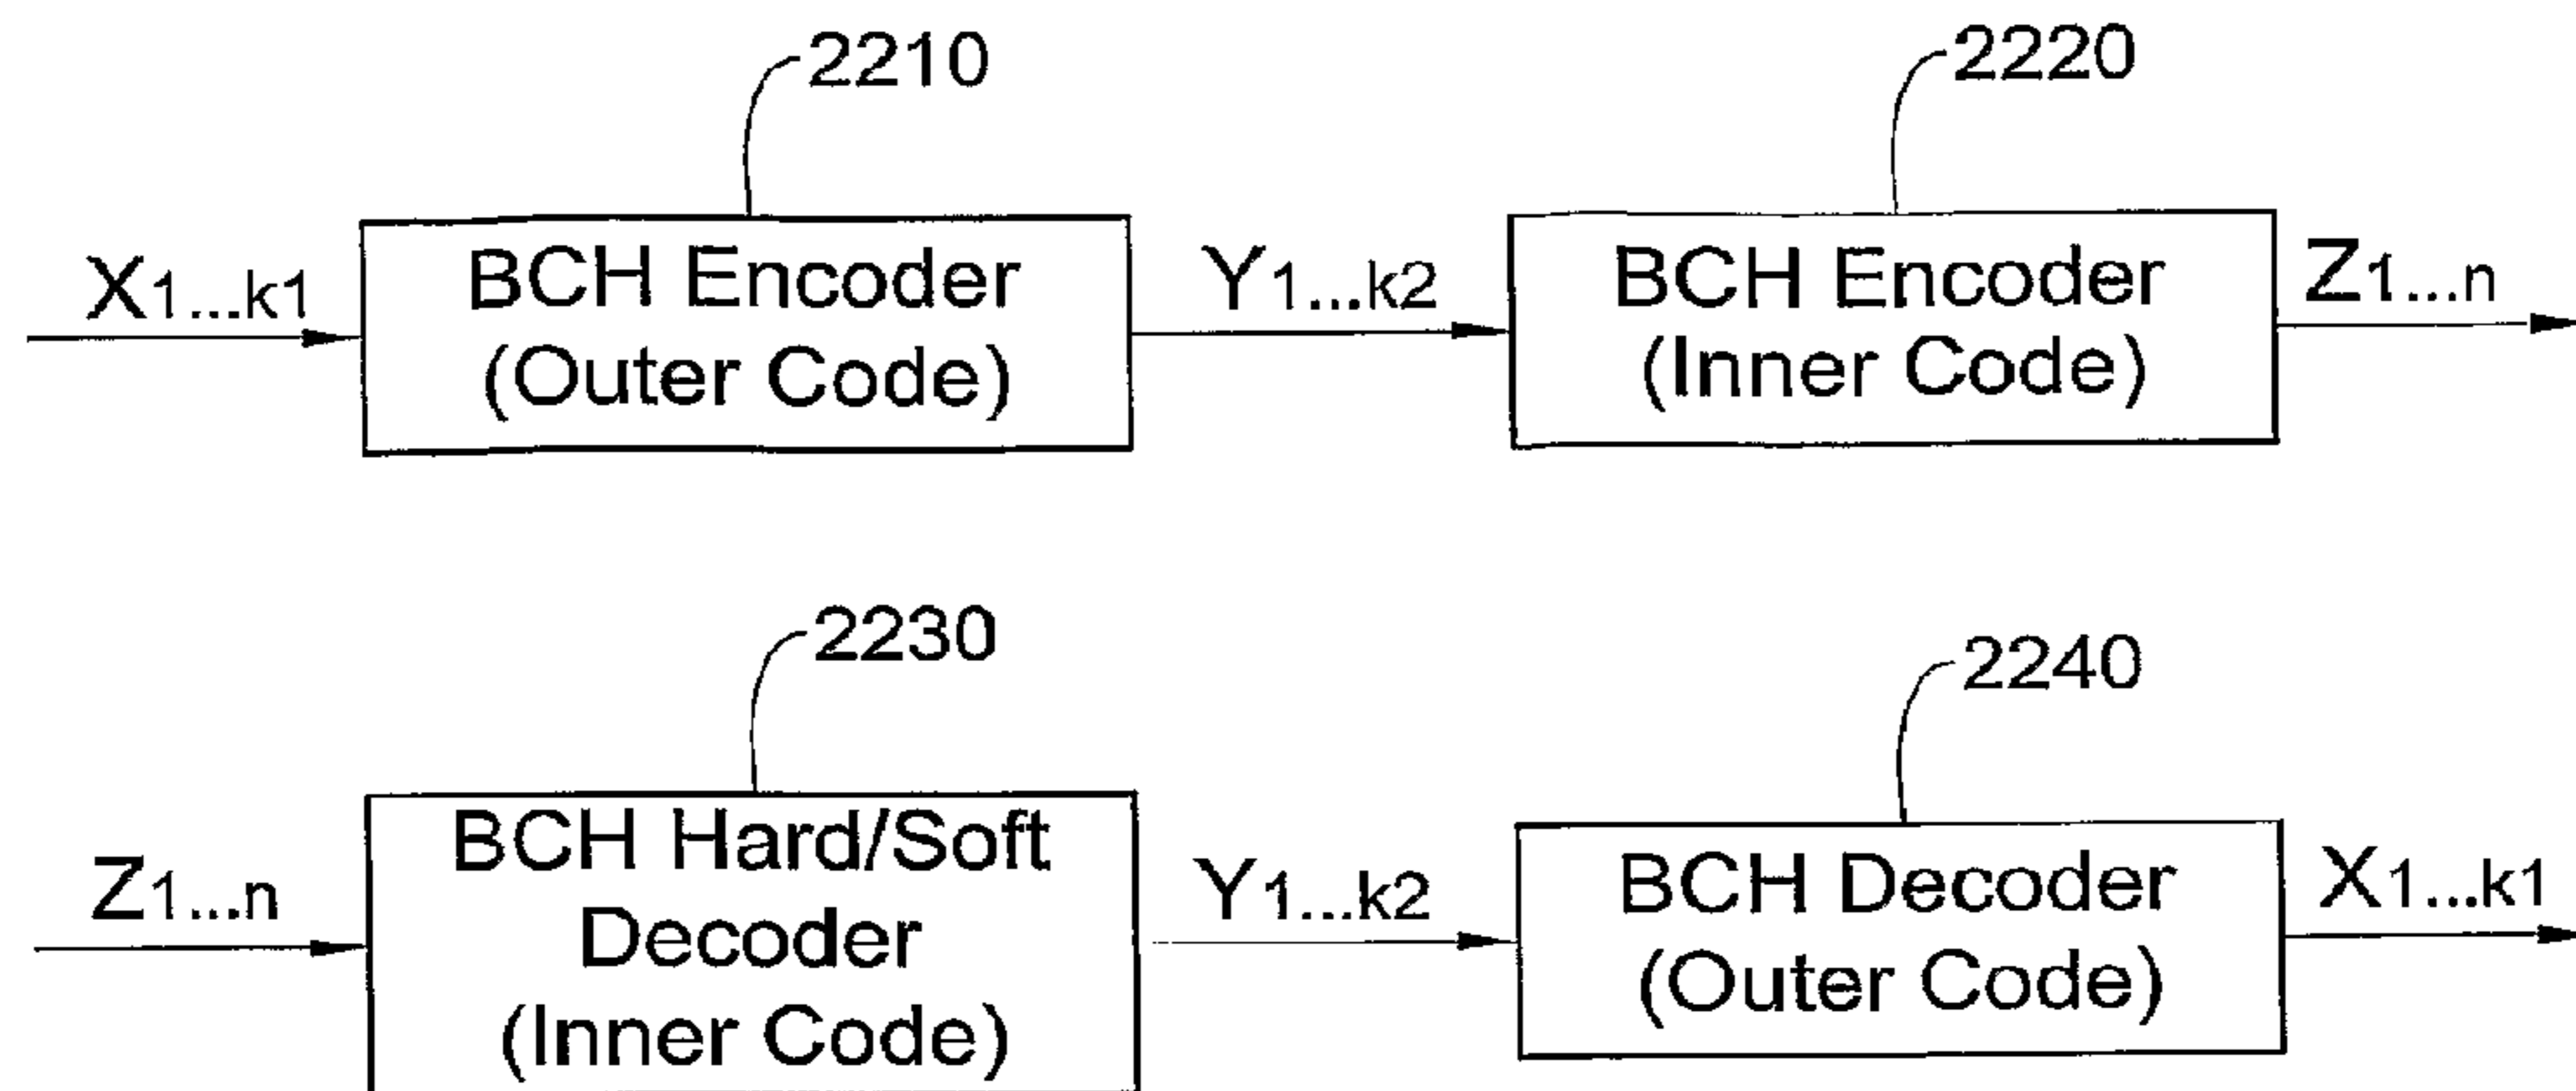 2210
2220
X1...k1
BCH Encoder
(Outer Code)
Y1...k2
BCH Encoder
(Inner Code)
Z1...n
2230
2240
Z1...n
BCH Hard/Soft
Decoder
(Inner Code)
Y1...k2
BCH Decoder
(Outer Code)
X1...k1